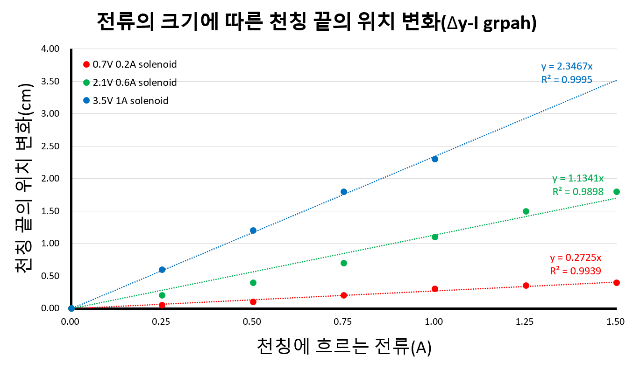 전류의 크기에 따른 천칭 끝의 위치 변화(Δy-I grpah)
4.00
3.50
3.00
2.50
2.00
1.50
1.00
0.50
0.00
천칭 끝의 위치 변화(cm)
0.7V 0.2A solenoid
2.1V 0.6A solenoid
3.5V 1A solenoid
y = 2.3467x
R² = 0.9995
y = 1.1341x
R² = 0.9898
y = 0.2725x
R² = 0.9939
0.00 0.25 0.50 0.75 1.00 1.25 1.50
천칭에 흐르는 전류(A)